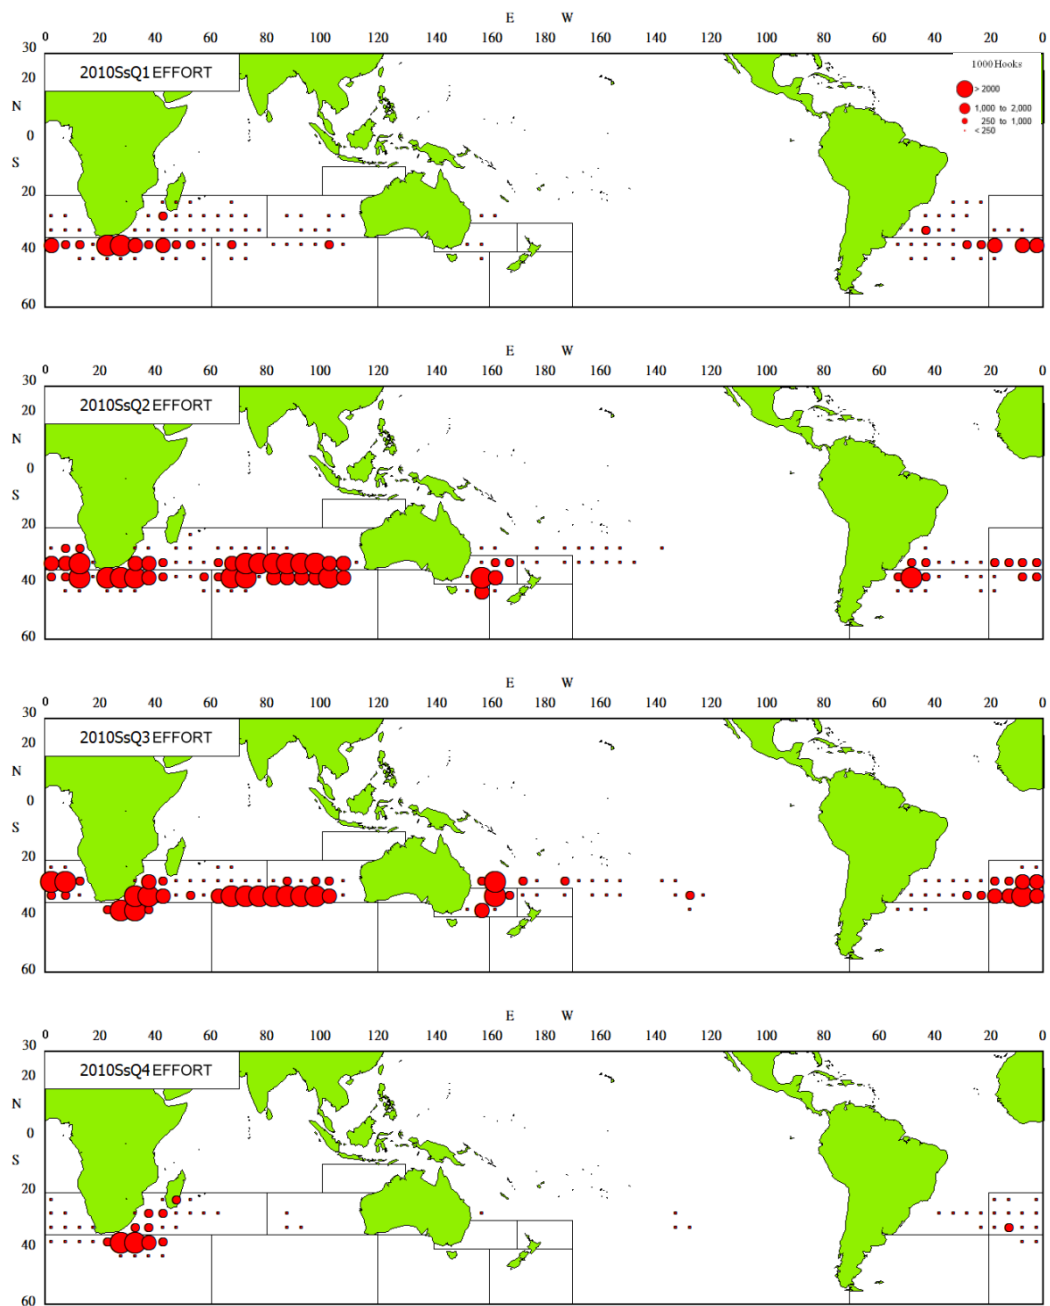 E W
0 20 40 60 80 100 120 140 160 180 160 140 120 100 80 60 40 20 0
30
20
N
0
S
20
40
60
2010SsQ1 EFFORT
1000 Hooks
> 2000
1,000 to 2,000
250 to 1,000
< 250
E W
0 20 40 60 80 100 120 140 160 180 156 140 120 100 80 60 40 20 0
30
20
N
0
S
20
40
60
2010SsQ2 EFFORT
E W
0 20 40 60 80 100 120 140 160 180 156 140 120 100 80 60 40 20 0
30
20
N
0
S
20
40
60
2010SsQ3 EFFORT
E W
0 20 40 60 80 100 120 140 160 180 156 140 120 100 80 60 40 20 0
30
20
N
0
S
20
40
60
2010SsQ4 EFFORT